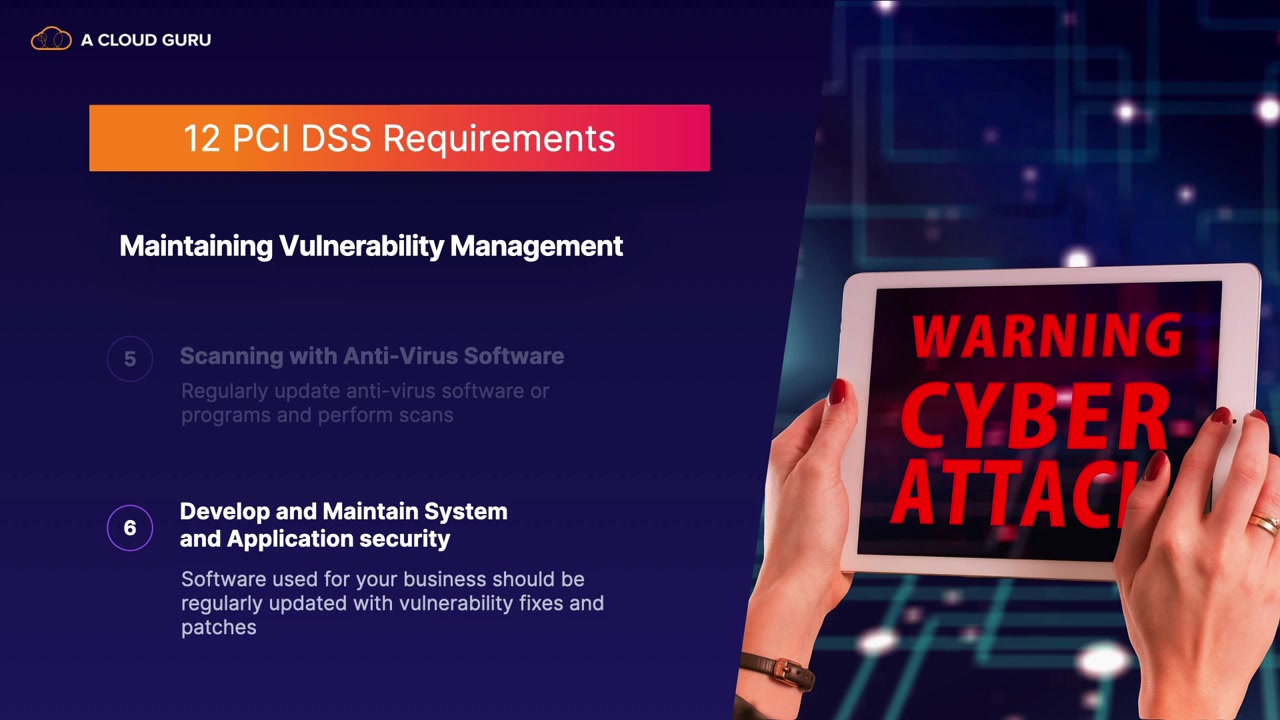 A CLOUD GURU
12 PCI DSS Requirements
Maintaining Vulnerability Management
5
Scanning with Anti-Virus Software
Regularly update anti-virus software or
programs and perform scans
6
Develop and Maintain System
and Application security
Software used for your business should be
regularly updated with vulnerability fixes and
patches
WARNING
CYBER
ATTACK